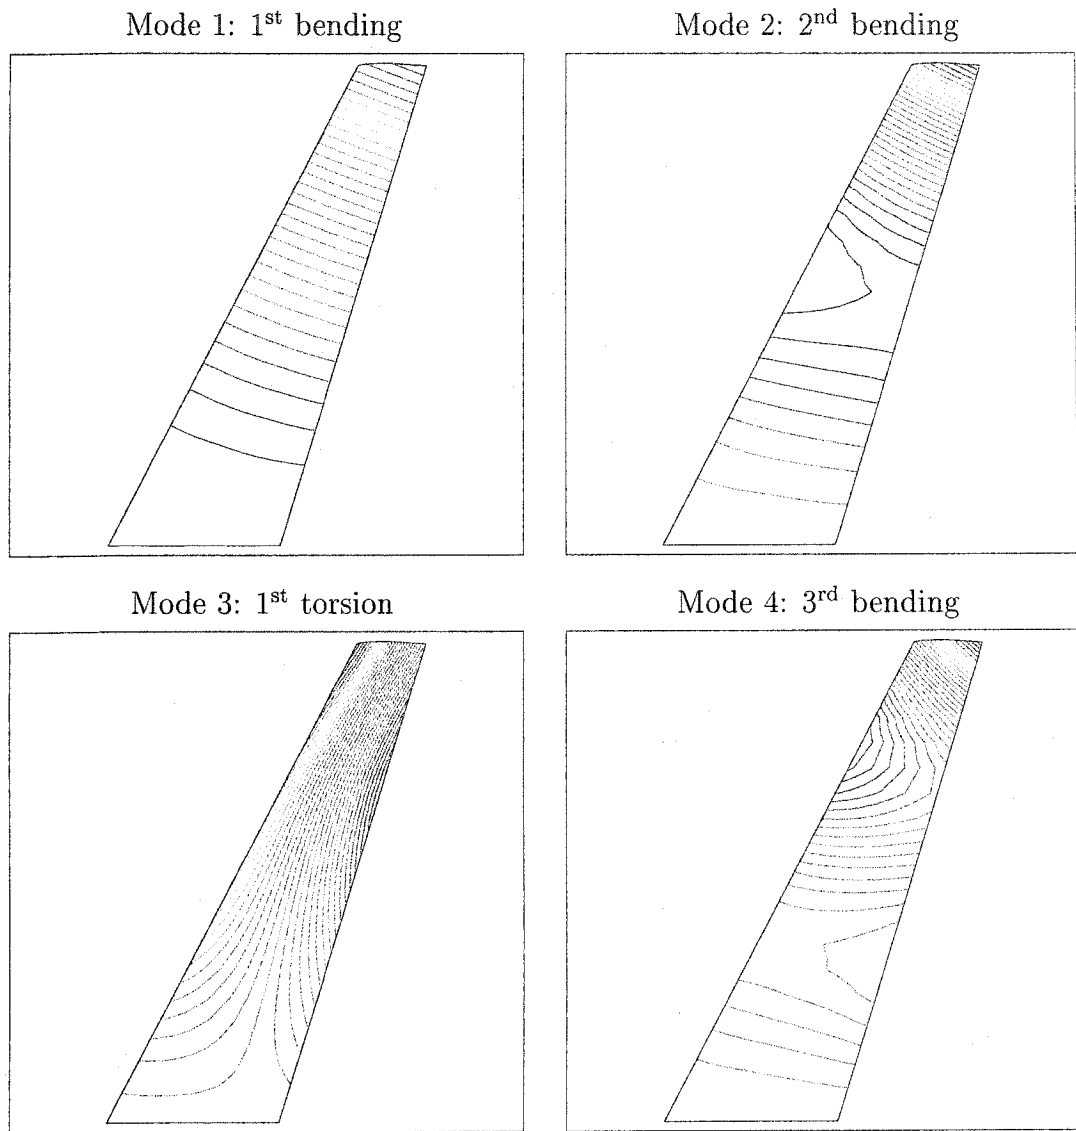 Mode 1: 1st bending
Mode 2: 2nd bending
Mode 3: 1st torsion
Mode 4: 3rd bending